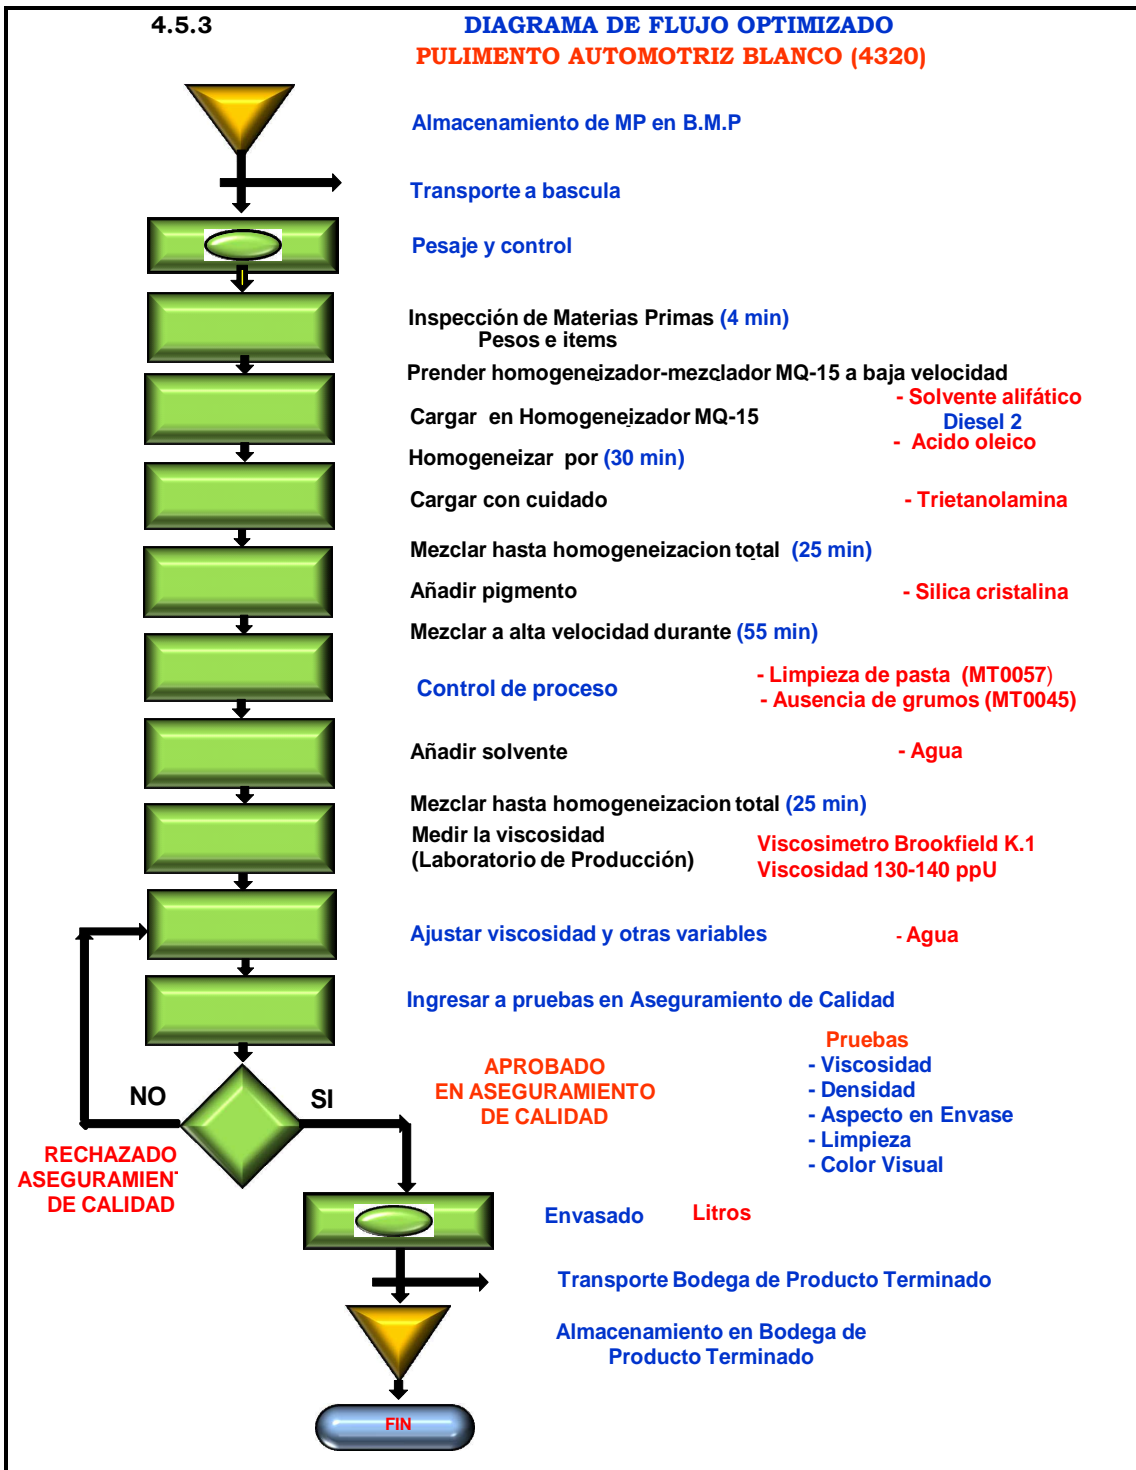 4.5.3 DIAGRAMA DE FLUJO OPTIMIZADO
PULIMENTO AUTOMOTRIZ BLANCO (4320)
Almacenamiento de MP en B.M.P
Transporte a bascula
Pesaje y control
Inspección de Materias Primas (4 min)
Pesos e items
Prender homogeneizador-mezclador MQ-15 a baja velocidad
Cargar en Homogeneizador MQ-15
- Solvente alifático
Diesel 2
- Acido oleico
Homogeneizar por (30 min)
Cargar con cuidado - Trietanolamina
Mezclar hasta homogeneizacion total (25 min)
Añadir pigmento - Silica cristalina
Mezclar a alta velocidad durante (55 min)
Control de proceso
- Limpieza de pasta (MT0057)
- Ausencia de grumos (MT0045)
Añadir solvente - Agua
Mezclar hasta homogeneizacion total (25 min)
Medir la viscosidad
(Laboratorio de Producción)
Viscosimetro Brookfield K.1
Viscosidad 130-140 ppU
Ajustar viscosidad y otras variables - Agua
Ingresar a pruebas en Aseguramiento de Calidad
Pruebas
- Viscosidad
- Densidad
- Aspecto en Envase
- Limpieza
- Color Visual
APROBADO
EN ASEGURAMIENTO
DE CALIDAD
NO
SI
RECHAZADO
ASEGURAMIEN
DE CALIDAD
Envasado Litros
Transporte Bodega de Producto Terminado
Almacenamiento en Bodega de
Producto Terminado
FIN